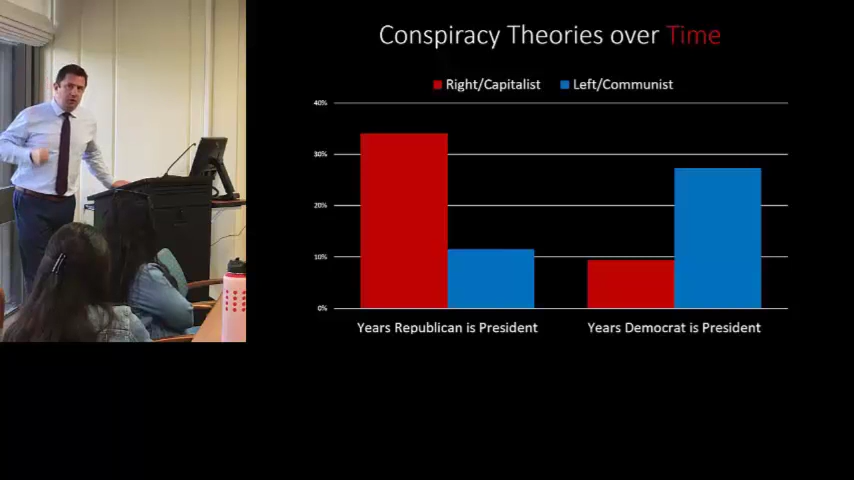 Conspiracy Theories over Time
Right/Capitalist Left/Communist
40%
30%
20%
10%
0%
Years Republican is President Years Democrat is President